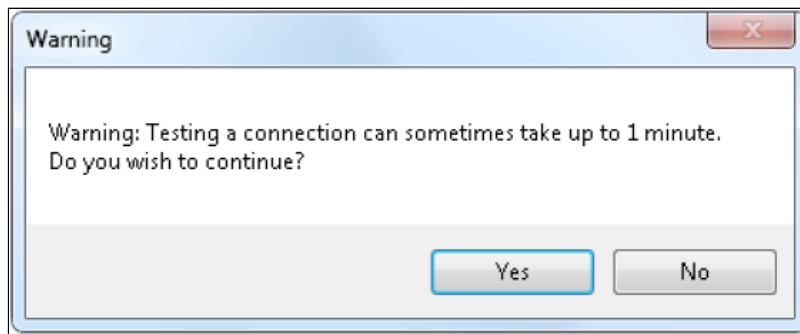 Warning
Warning: Testing a connection can sometimes take up to 1 minute.
Do you wish to continue?
Yes No